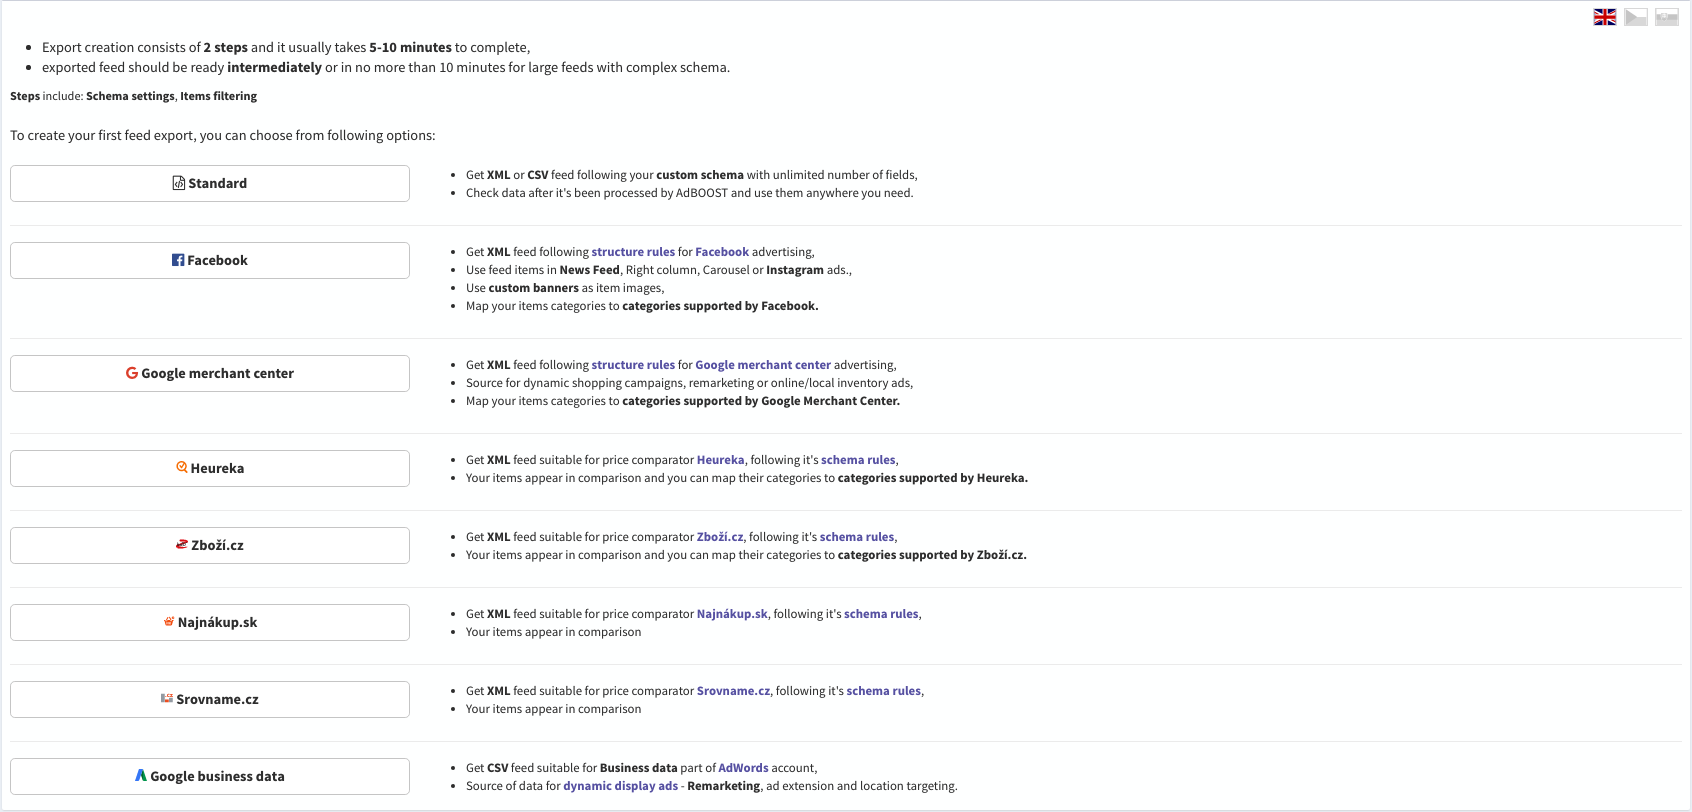 Export creation consists of 2 steps and it usually takes 5-10 minutes to complete,
exported feed should be ready intermediately or in no more than 10 minutes for large feeds with complex schema.
Steps include: Schema settings, Items filtering
To create your first feed export, you can choose from following options:
Standard
Get XML or CSV feed following your custom schema with unlimited number of fields,
Check data after it's been processed by AdBOOST and use them anywhere you need.
Facebook
Get XML feed following structure rules for Facebook advertising,
Use feed items in News Feed, Right column, Carousel or Instagram ads.,
Use custom banners as item images,
Map your items categories to categories supported by Facebook.
Google merchant center
Get XML feed following structure rules for Google merchant center advertising,
Source for dynamic shopping campaigns, remarketing or online/local inventory ads,
Map your items categories to categories supported by Google Merchant Center.
Heureka
Get XML feed suitable for price comparator Heureka, following it's schema rules,
Your items appear in comparison and you can map their categories to categories supported by Heureka.
Zboží.cz
Get XML feed suitable for price comparator Zboží.cz, following it's schema rules,
Your items appear in comparison and you can map their categories to categories supported by Zboží.cz.
Najnákup.sk
Get XML feed suitable for price comparator Najnákup.sk, following it's schema rules,
Your items appear in comparison
Srovname.cz
Get XML feed suitable for price comparator Srovname.cz, following it's schema rules,
Your items appear in comparison
Google business data
Get CSV feed suitable for Business data part of AdWords account,
Source of data for dynamic display ads - Remarketing, ad extension and location targeting.